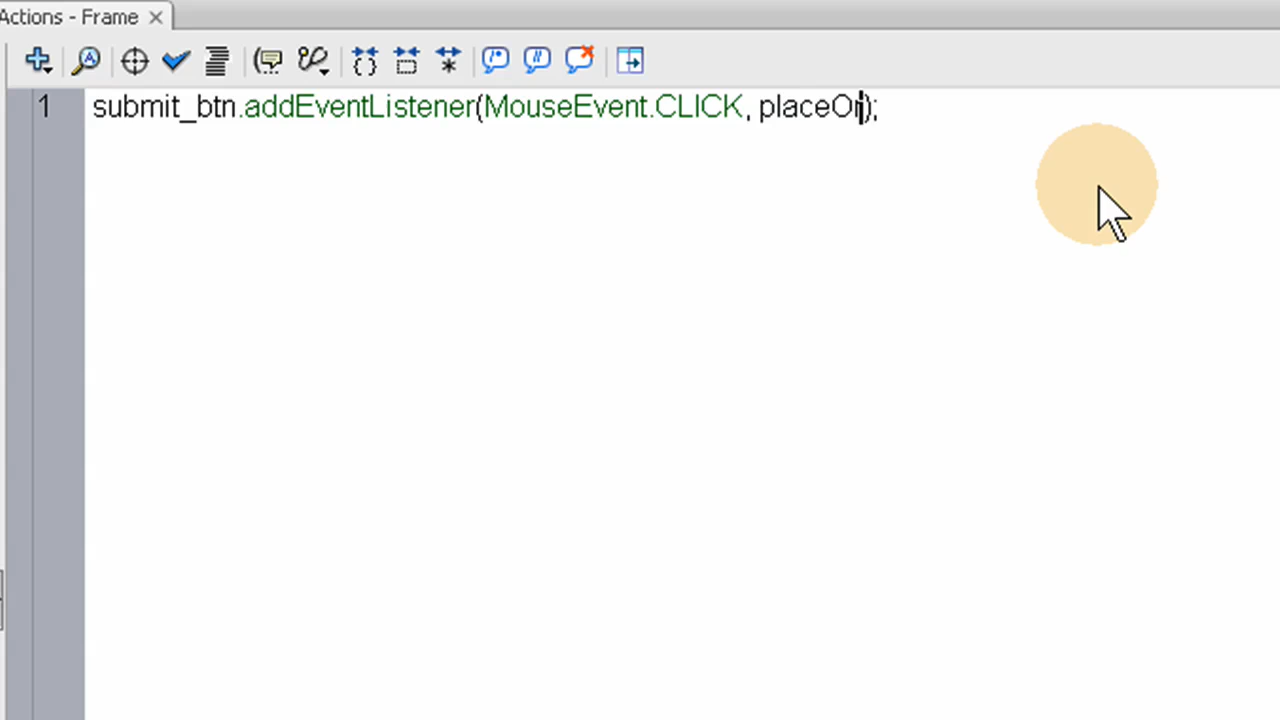 Actions - Frame
1 submit_btn.addEventListener(MouseEvent.CLICK, placeOr);